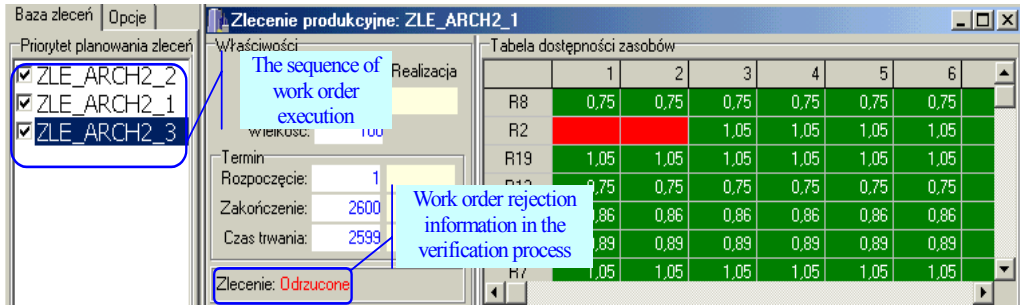 Baza zleceń Opcje
Zlecenie produkcyjne: ZLE_ARCH2_1
Priorytet planowania zleceń
ZLE_ARCH2_2
ZLE_ARCH2_1
ZLE_ARCH2_3
Właściwości
Realizacja
The sequence of
work order
execution
Wielkość: 100
Termin
Rozpoczęcie: 1
Zakończenie: 2600
Czas trwania: 2599
Zlecenie: Odrzucone
Work order rejection
information in the
verification process
Tabela dostępności zasobów
1 2 3 4 5 6
R8 0,75 0,75 0,75 0,75 0,75 0,75
R2 1,05 1,05 1,05 1,05
R19 1,05 1,05 1,05 1,05 1,05 1,05
0,75 0,75 0,75 0,75 0,75 0,75
0,86 0,86 0,86 0,86 0,86 0,86
0,89 0,89 0,89 0,89 0,89 0,89
R7 1,05 1,05 1,05 1,05 1,05 1,05